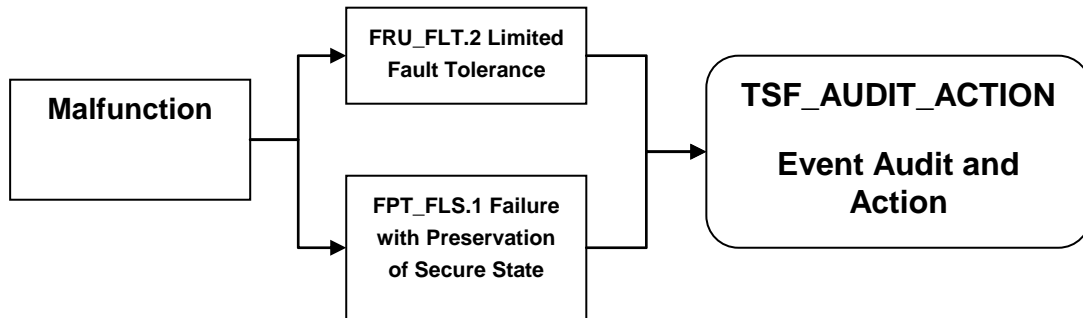 Malfunction
FRU_FLT.2 Limited
Fault Tolerance
FPT_FLS.1 Failure
with Preservation
of Secure State
TSF_AUDIT_ACTION
Event Audit and
Action